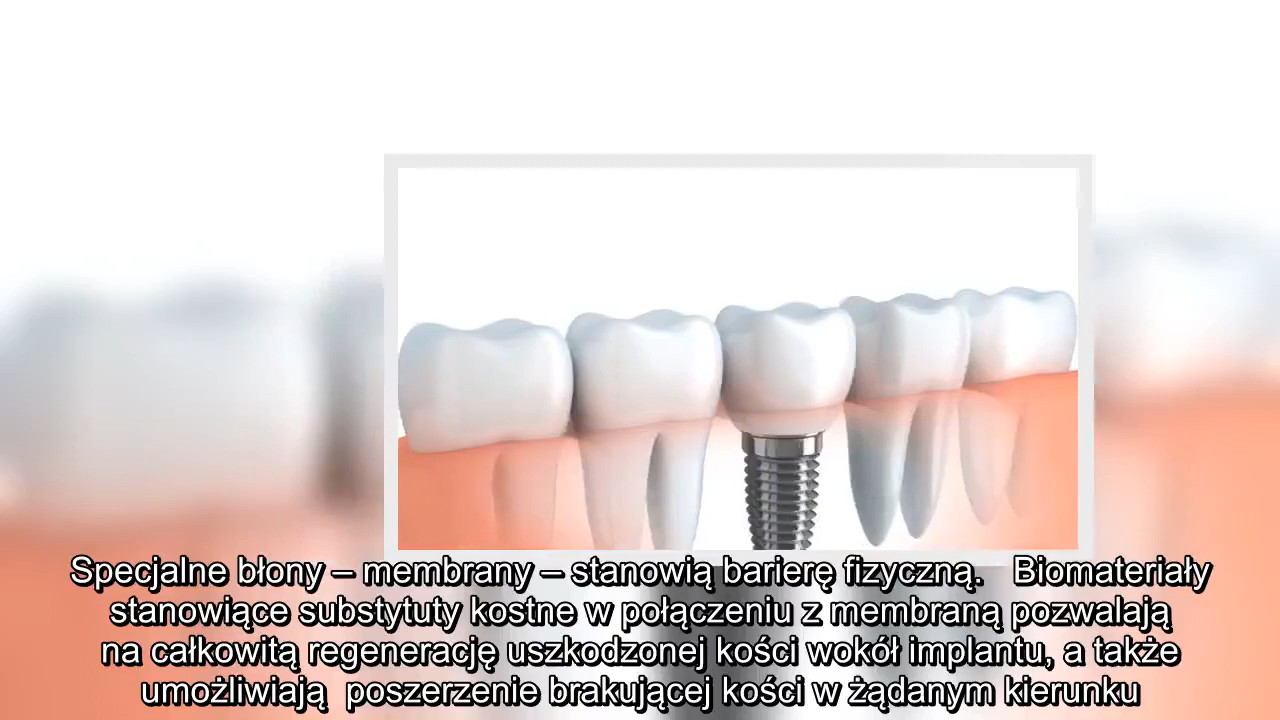 Specjalne błony – membrany – stanowią barierę fizyczną.   Biomateriały
stanowiące substytuty kostne w połączeniu z membraną pozwalają
na całkowitą regenerację uszkodzonej kości wokół implantu, a także
umożliwiają  poszerzenie brakującej kości w żądanym kierunku